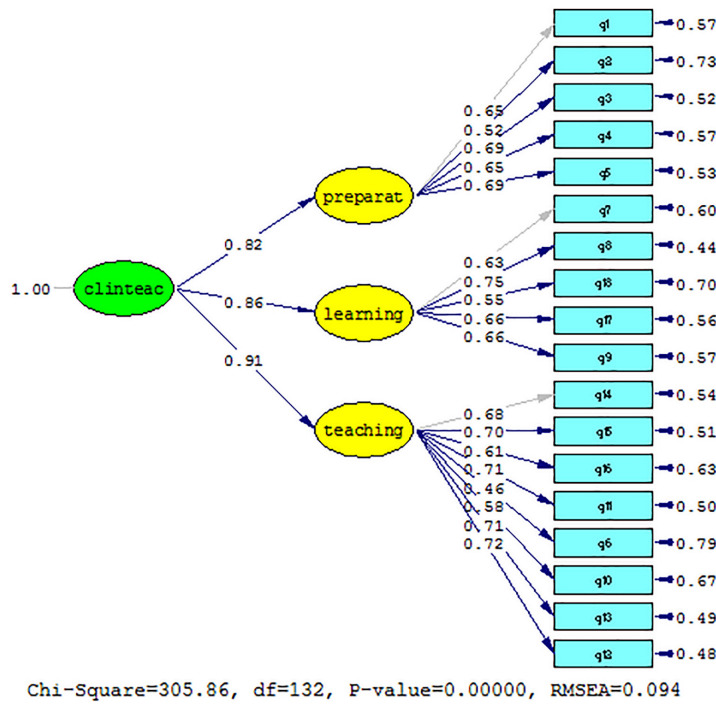 q1 0.57
q2 0.73
q3 0.52
0.65
0.52
q4 0.57
0.69
0.65
q5 0.53
0.69
preparat
q7 0.60
0.82
q8 0.44
0.63
0.75
q18 0.70
1.00 clinteac
0.55
0.86
learning
q17 0.56
0.66
0.66
q9 0.57
0.91
q14 0.54
0.68
teaching
0.70
q15 0.51
0.61
q16 0.63
0.71
0.46
q11 0.50
0.58
0.71
q6 0.79
0.72
q10 0.67
q13 0.49
q12 0.48
Chi-Square=305.86, df=132, P-value=0.00000, RMSEA=0.094